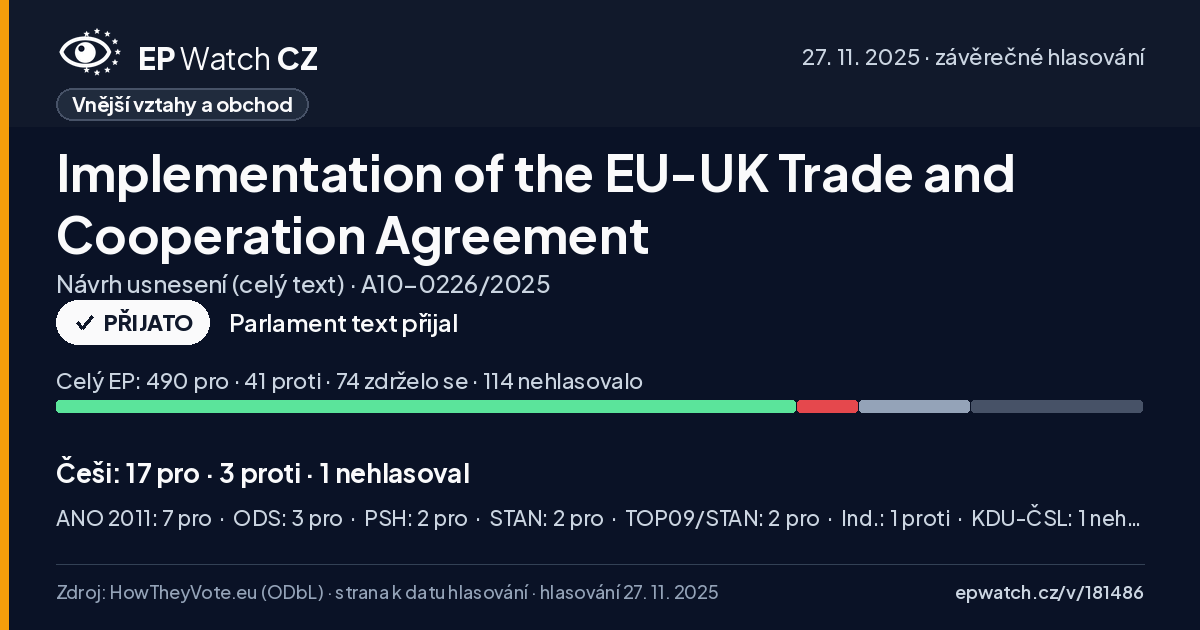 EP Watch CZ
27. 11. 2025 · závěrečné hlasování
Vnější vztahy a obchod
Implementation of the EU–UK Trade and
Cooperation Agreement
Návrh usnesení (celý text) · A10–0226/2025
✓ PŘIJATO Parlament text přijal
Celý EP: 490 pro · 41 proti · 74 zdrželo se · 114 nehlasovalo
Češi: 17 pro · 3 proti · 1 nehlasoval
ANO 2011: 7 pro · ODS: 3 pro · PSH: 2 pro · STAN: 2 pro · TOP09/STAN: 2 pro · Ind.: 1 proti · KDU-ČSL: 1 neh…
Zdroj: HowTheyVote.eu (ODbL) · strana k datu hlasování · hlasování 27. 11. 2025
epwatch.cz/v/181486